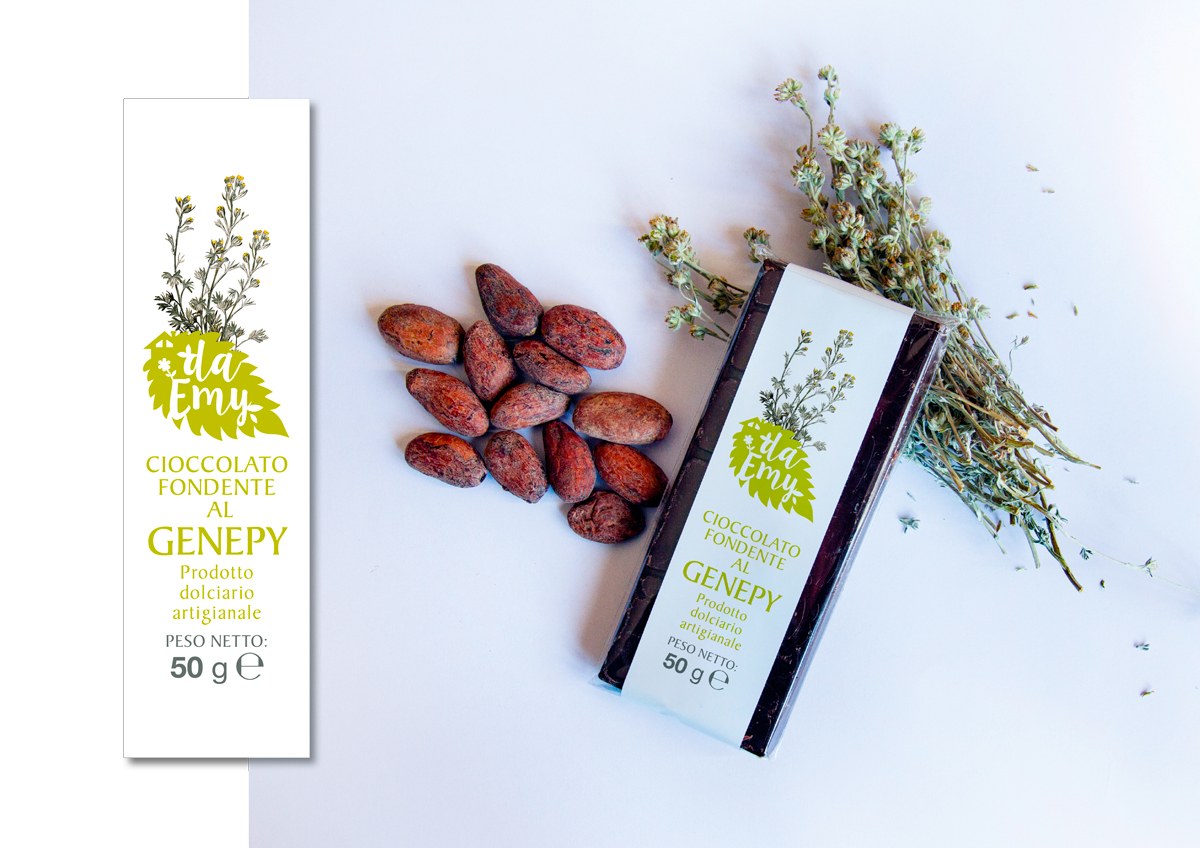 da
Emy
CIOCCOLATO
FONDENTE
AL
GENEPY
Prodotto
dolciario
artigianale
PESO NETTO:
50 g ℮
da
Emy
CIOCCOLATO
FONDENTE
AL
GENEPY
Prodotto
dolciario
artigianale
PESO NETTO:
50 g ℮